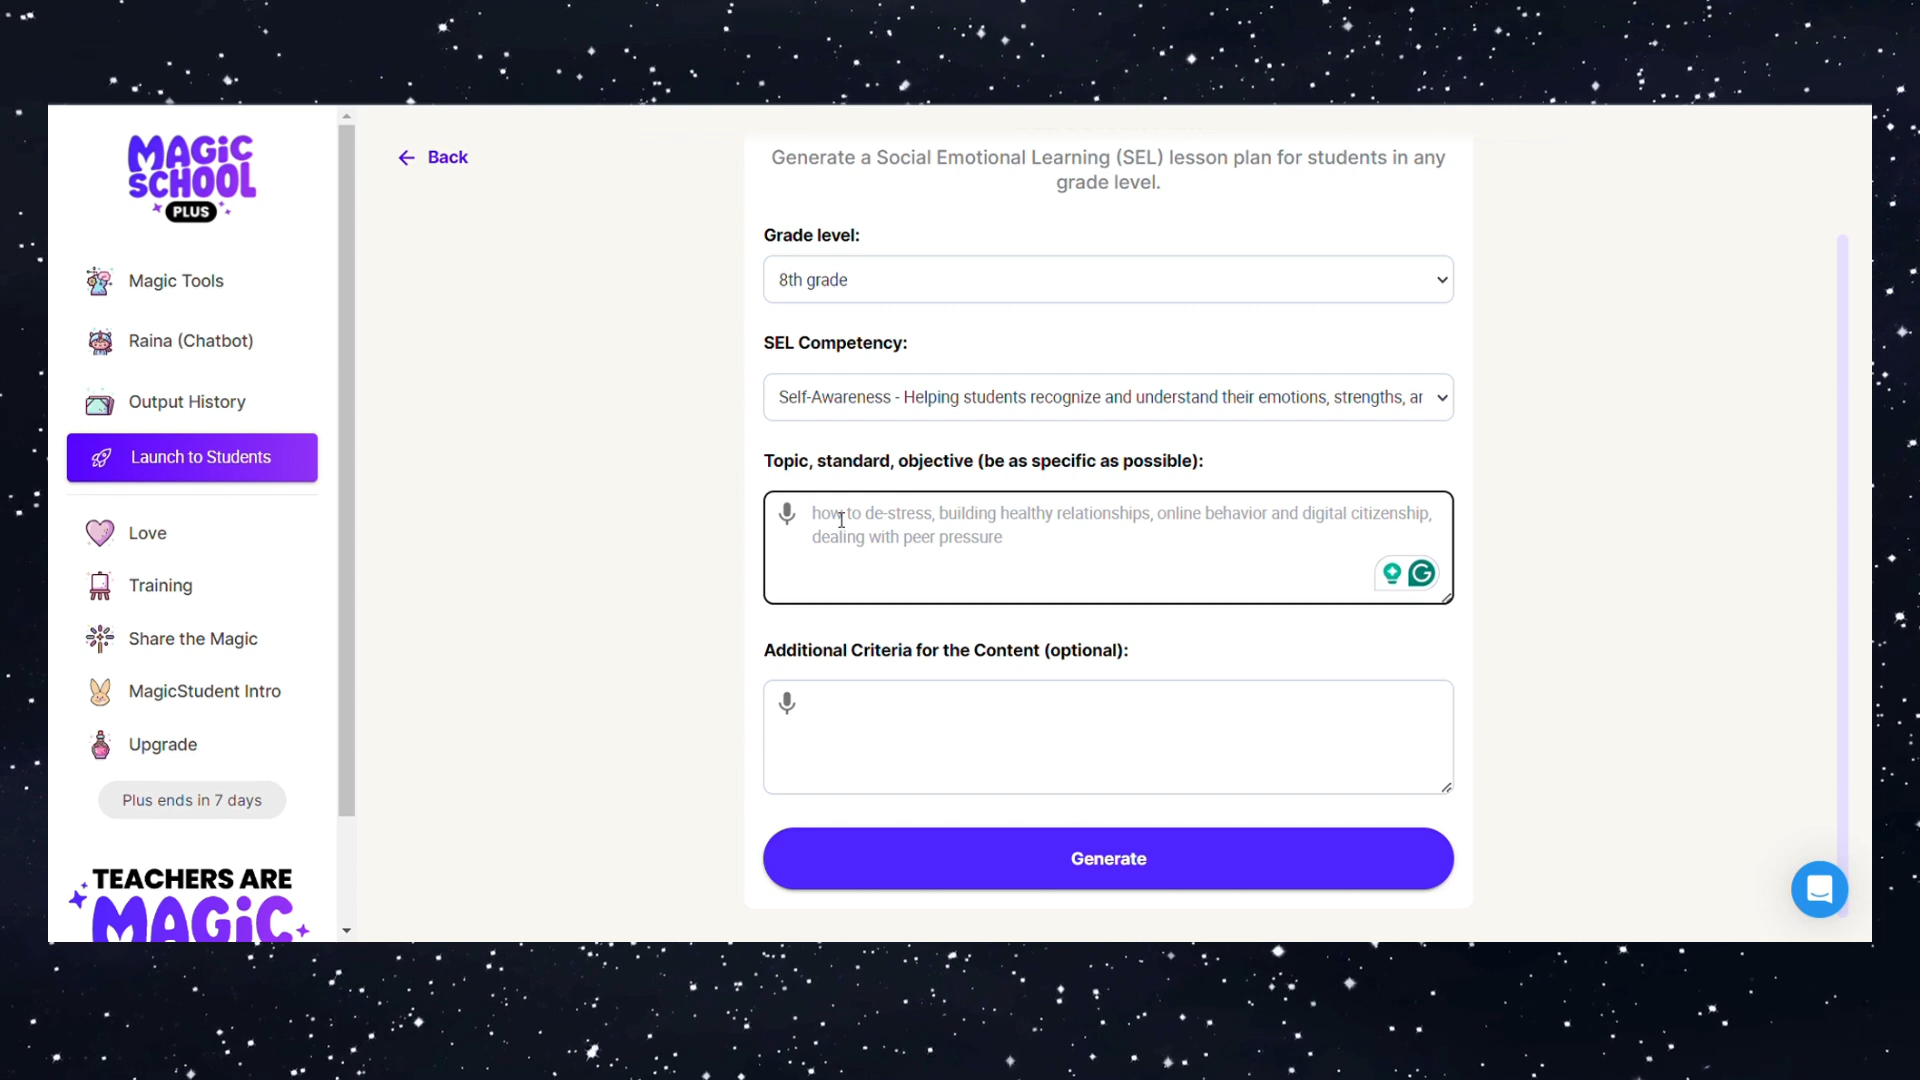 MAGIC
SCHOOL
PLUS
Magic Tools
Raina (Chatbot)
Output History
Launch to Students
Love
Training
Share the Magic
MagicStudent Intro
Upgrade
Plus ends in 7 days
TEACHERS ARE
MAGIC
Back
Generate a Social Emotional Learning (SEL) lesson plan for students in any
grade level.
Grade level:
8th grade
SEL Competency:
Self-Awareness - Helping students recognize and understand their emotions, strengths, ar
Topic, standard, objective (be as specific as possible):
how to de-stress, building healthy relationships, online behavior and digital citizenship,
dealing with peer pressure
Additional Criteria for the Content (optional):
Generate